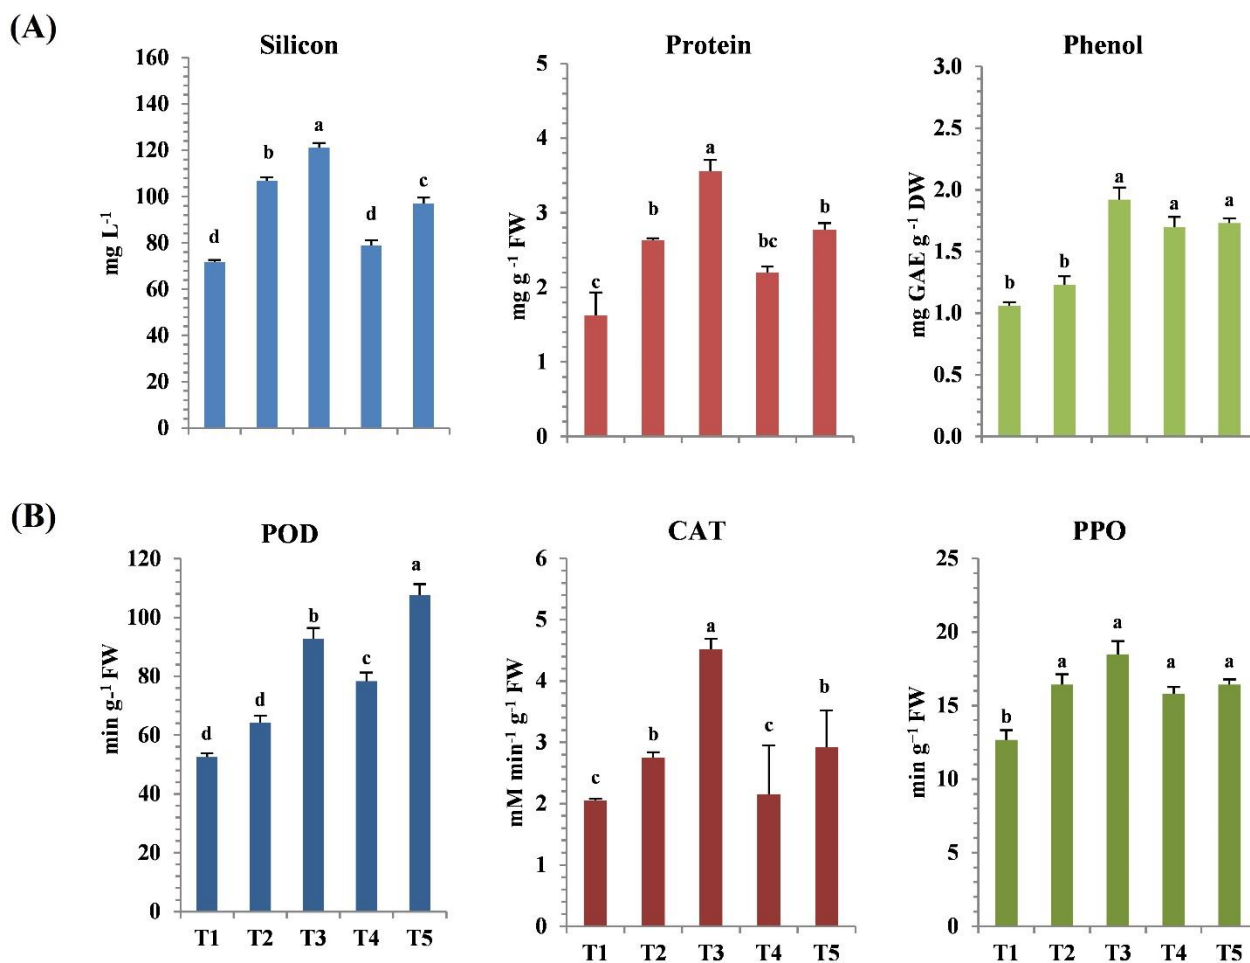 (A)
Silicon
160
140
120
100
80
60
40
20
0
mg L-1
d
b
a
d
c
Protein
5
4
3
2
1
0
mg g -1 FW
c
b
a
bc
b
Phenol
3.0
2.5
2.0
1.5
1.0
0.5
0.0
mg GAE g -1 DW
b
b
a
a
a
(B)
POD
120
100
80
60
40
20
0
min g-1 FW
d
d
b
c
a
T1 T2 T3 T4 T5
CAT
6
5
4
3
2
1
0
mM min-1 g-1 FW
c
b
a
c
b
T1 T2 T3 T4 T5
PPO
25
20
15
10
5
0
min g-1 FW
b
a
a
a
a
T1 T2 T3 T4 T5